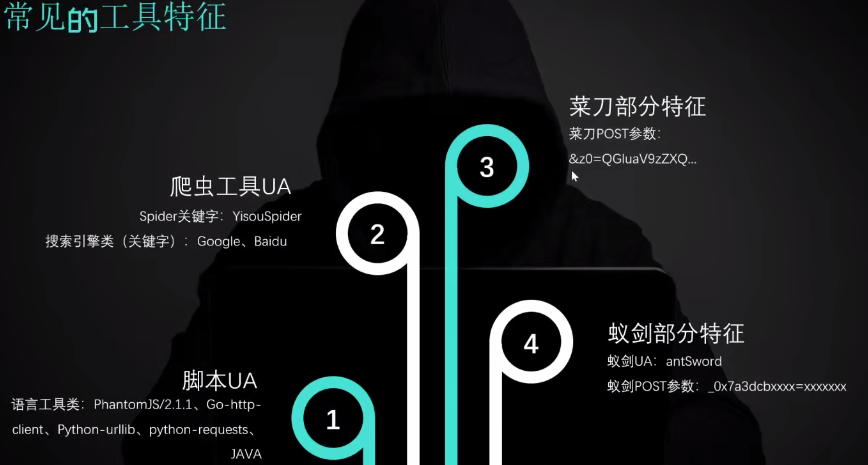 常见的工具特征
菜刀部分特征
菜刀POST参数：
&z0=QGluaV9zZXQ...
3
爬虫工具UA
Spider关键字：YisouSpider
搜索引擎类（关键字）：Google、Baidu
2
蚁剑部分特征
蚁剑UA：antSword
蚁剑POST参数：_0x7a3dcbxxxx=xxxxxx
4
脚本UA
语言工具类：PhantomJS/2.1.1、Go-http-
client、Python-urllib、python-requests、
JAVA
1